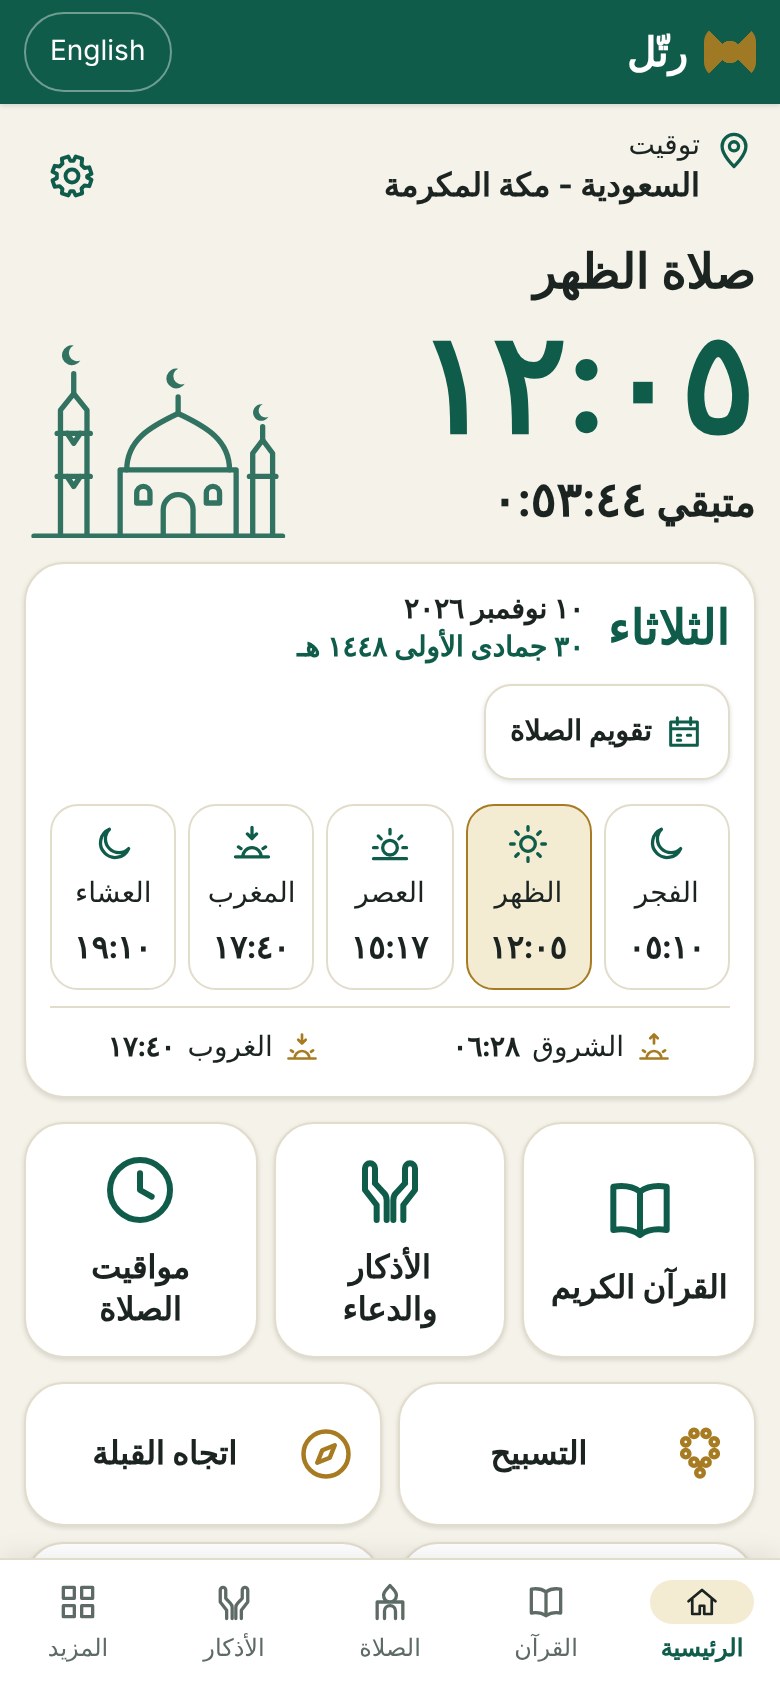 رتّل
English
توقيت
السعودية - مكة المكرمة
صلاة الظهر
١٢:٠٥
متبقي ٠:٥٣:٤٤
الثلاثاء
١٠ نوفمبر ٢٠٢٦
٣٠ جمادى الأولى ١٤٤٨ هـ
تقويم الصلاة
الفجر
٠٥:١٠
الظهر
١٢:٠٥
العصر
١٥:١٧
المغرب
١٧:٤٠
العشاء
١٩:١٠
الشروق ٠٦:٢٨
الغروب ١٧:٤٠
القرآن الكريم
الأذكار
والدعاء
مواقيت
الصلاة
التسبيح
اتجاه القبلة
الرئيسية
القرآن
الصلاة
الأذكار
المزيد